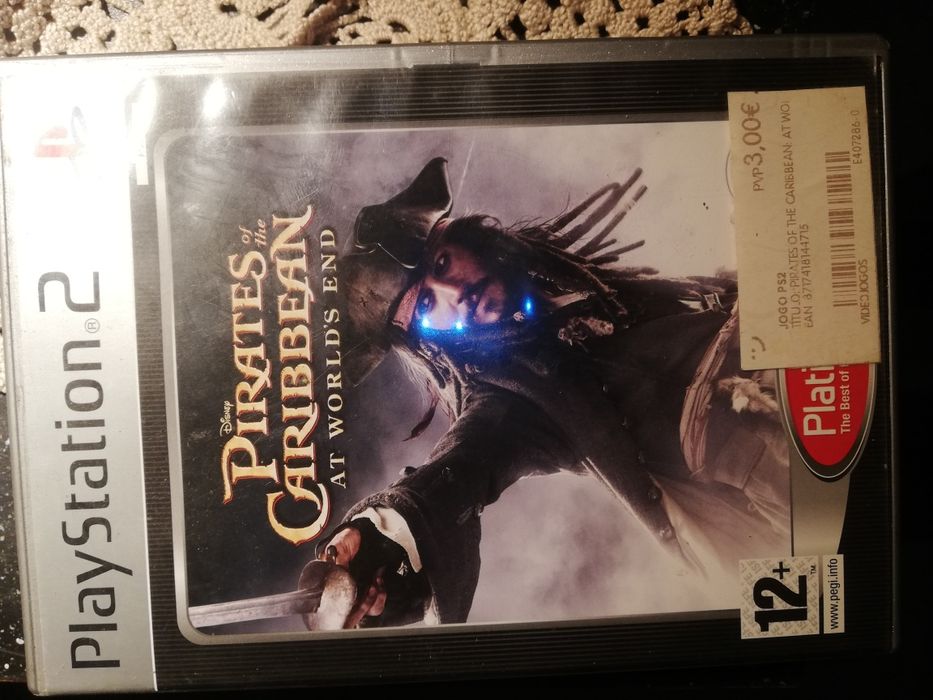 PlayStation®2
DISNEY
PIRATES
of
the
CARIBBEAN
AT WORLD'S END
PVP 3,00€
JOGO PS2
TITULO: PIRATES OF THE CARIBBEAN: AT WO
EAN 8717418144715
E407286-0
VIDEOJOGOS
Plati
The Best of
12+
TM
www.pegi.info